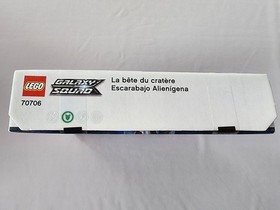 LEGO
GALAXY
SQUAD
70706
La bête du cratère
Escarabajo Alienígena